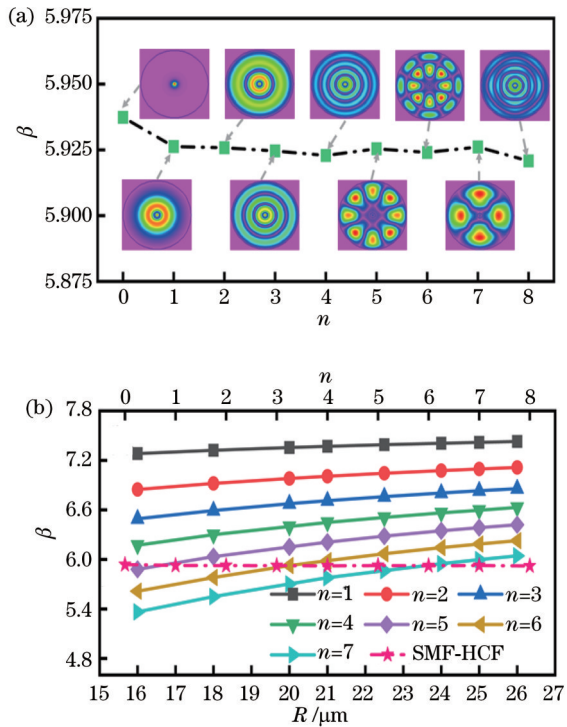 (a)
5.975
5.950
5.925
5.900
5.875
β
0 1 2 3 4 5 6 7 8
n
(b)
n
0 1 2 3 4 5 6 7 8
7.8
7.2
6.6
6.0
5.4
4.8
β
n=1 n=2 n=3
n=4 n=5 n=6
n=7 SMF-HCF
15 16 17 18 19 20 21 22 23 24 25 26 27
R/μm